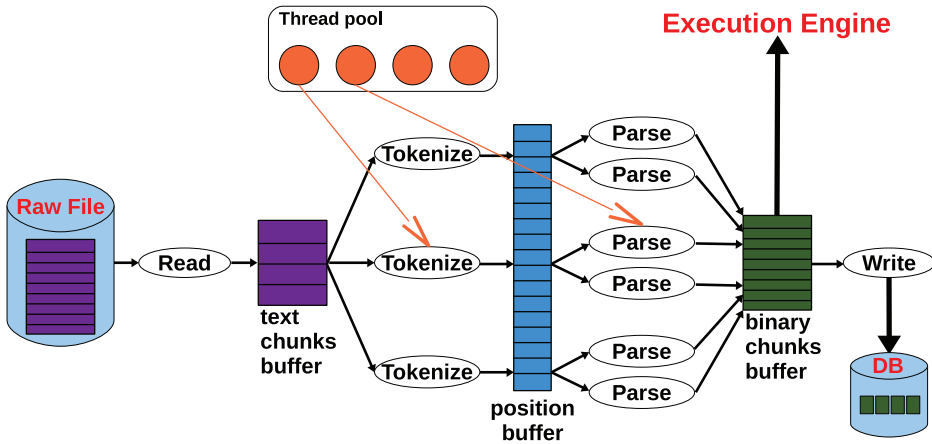 Thread pool
Execution Engine
Raw File
Read
text
chunks
buffer
Tokenize
Tokenize
Tokenize
position
buffer
Parse
Parse
Parse
Parse
Parse
Parse
binary
chunks
buffer
Write
DB